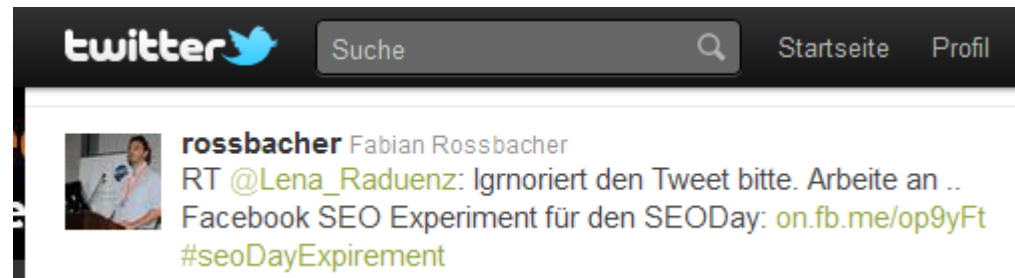 twitter Suche Startseite Profil
rossbacher Fabian Rossbacher
RT @Lena_Raduenz: Igrnoriert den Tweet bitte. Arbeite an ..
Facebook SEO Experiment für den SEODay: on.fb.me/op9yFt
#seoDayExpirement